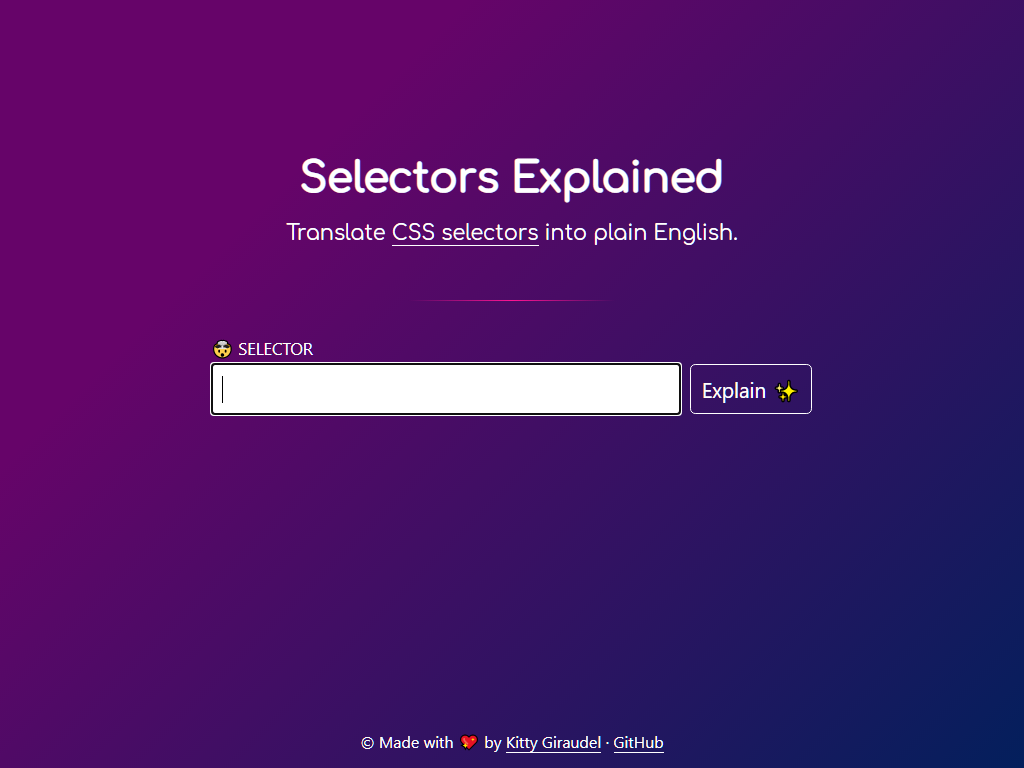 Selectors Explained
Translate CSS selectors into plain English.
🤯 SELECTOR
Explain ✨
© Made with 💖 by Kitty Giraudel · GitHub